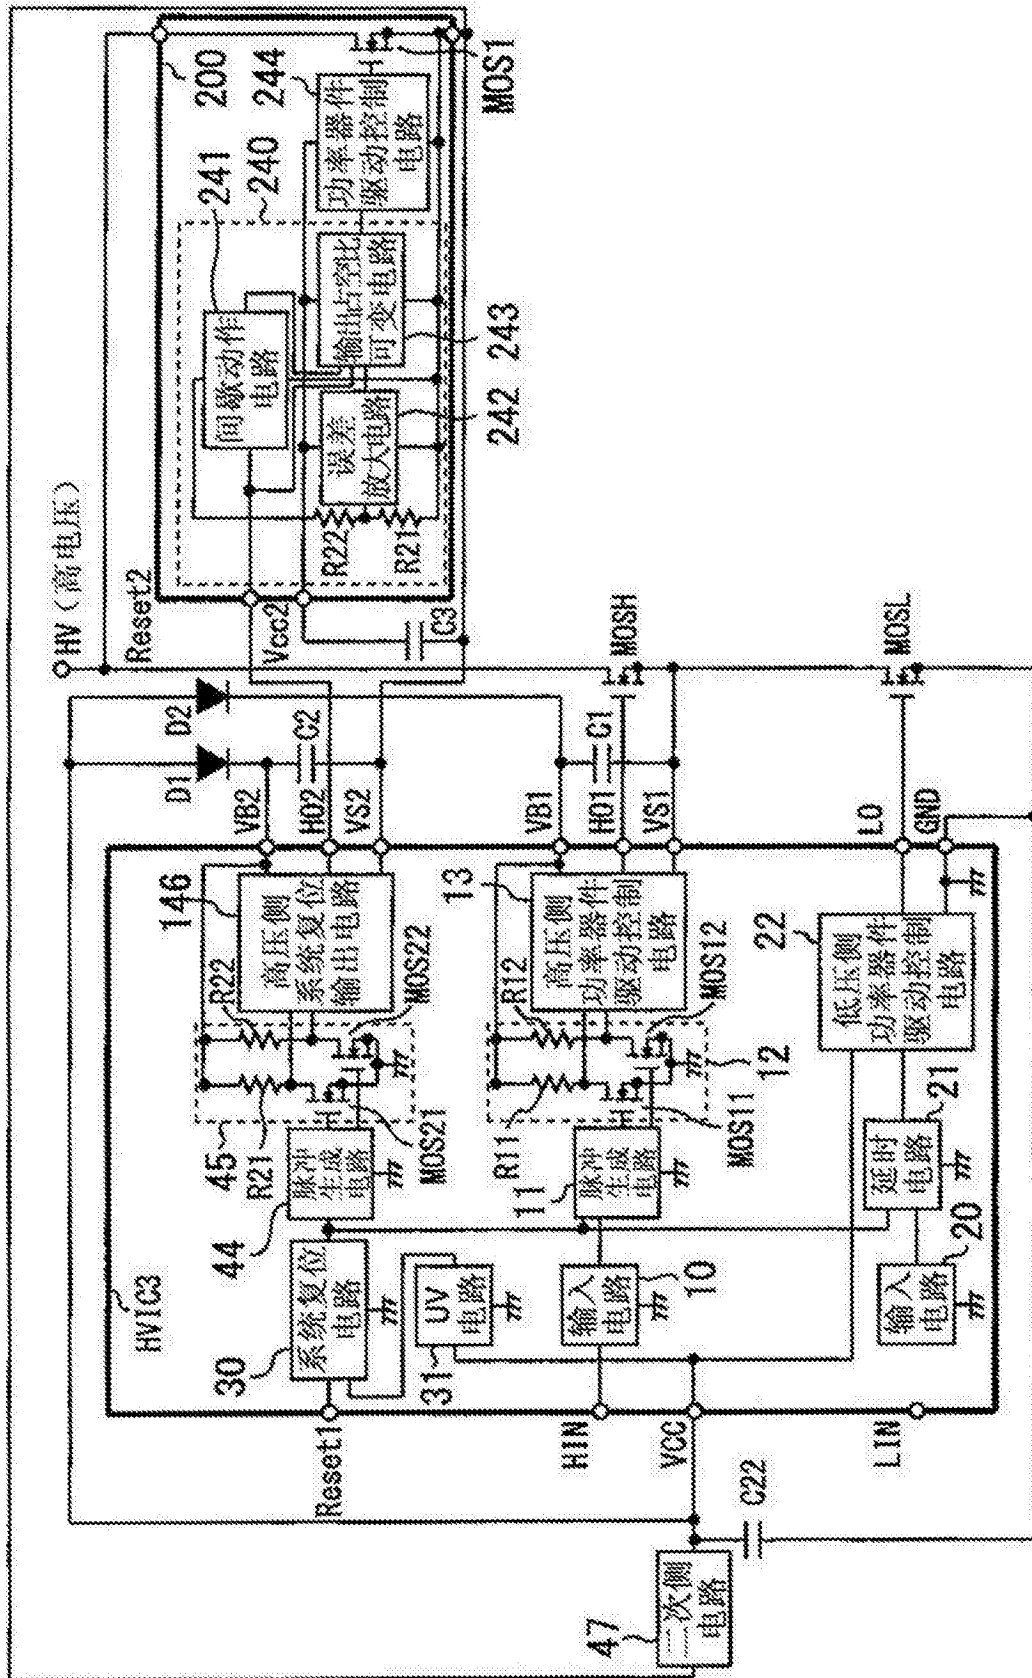 HV（高电压）
200
244
240
241
MOS1
功率器件
驱动控制
电路
间歇动作
电路
输出占空比
可变电路
243
误差
放大电路
242
R22
R21
Reset2
Vcc2
C3
D1
D2
VB2
HO2
VS2
C2
VB1
HO1
VS1
C1
MOSH
LO
GND
MOSL
HVIC3
146
高压侧
系统复位
输出电路
R22
R21
45
MOS22
MOS21
44
脉冲
生成
电路
30
系统复位
电路
31
UV
电路
13
高压侧
功率器件
驱动控制
电路
R12
R11
MOS12
MOS11
12
11
脉冲
生成
电路
10
输入
电路
22
低压侧
功率器件
驱动控制
电路
21
延时
电路
20
输入
电路
Reset1
HIN
VCC
LIN
C22
47
二次侧
电路